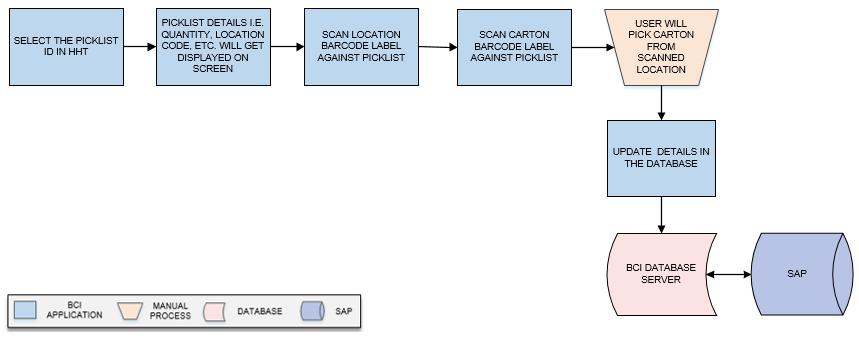 SELECT THE PICKLIST
ID IN HHT
PICKLIST DETAILS I.E.
QUANTITY, LOCATION
CODE, ETC. WILL GET
DISPLAYED ON
SCREEN
SCAN LOCATION
BARCODE LABEL
AGAINST PICKLIST
SCAN CARTON
BARCODE LABEL
AGAINST PICKLIST
USER WILL
PICK CARTON
FROM
SCANNED
LOCATION
UPDATE DETAILS IN
THE DATABASE
BCI DATABASE
SERVER
SAP
BCI
APPLICATION
MANUAL
PROCESS
DATABASE
SAP